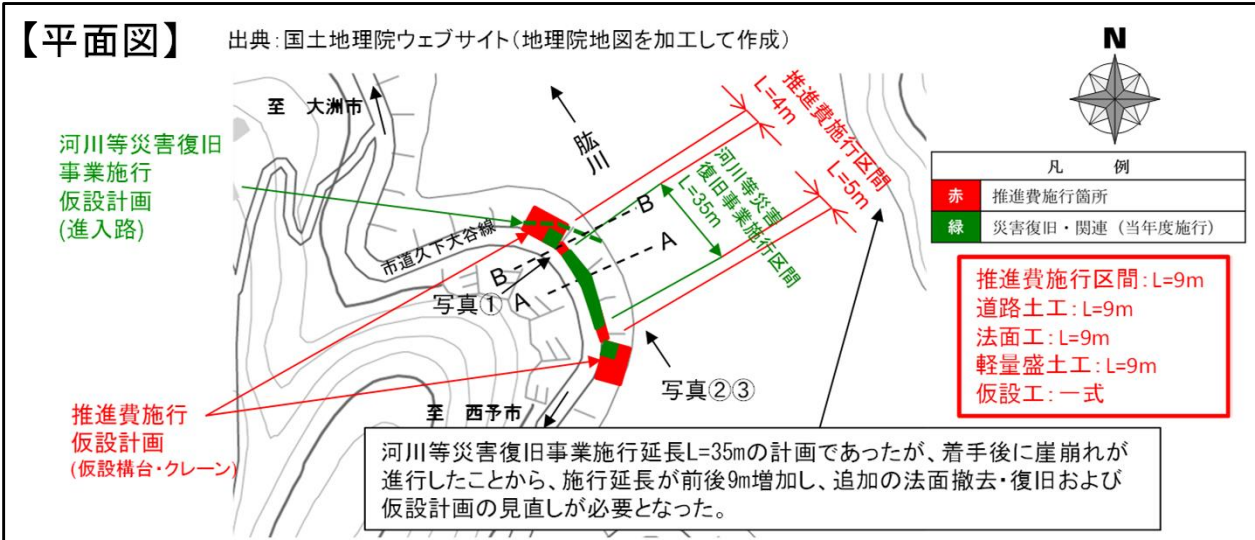 【平面図】
出典：国土地理院ウェブサイト（地理院地図を加工して作成）
N
至　大洲市
肱川
推進費施行区間
L=4m
L=5m
河川等災害
復旧事業施行区間
L=35m
河川等災害復旧
事業施行
仮設計画
(進入路)
市道久下大谷線
B
B
A
A
写真①
写真②③
至　西予市
推進費施行
仮設計画
(仮設構台・クレーン)
凡　例
赤　推進費施行箇所
緑　災害復旧・関連（当年度施行）
推進費施行区間：L=9m
道路土工：L=9m
法面工：L=9m
軽量盛土工：L=9m
仮設工：一式
河川等災害復旧事業施行延長L=35mの計画であったが、着手後に崖崩れが
進行したことから、施行延長が前後9m増加し、追加の法面撤去・復旧および
仮設計画の見直しが必要となった。